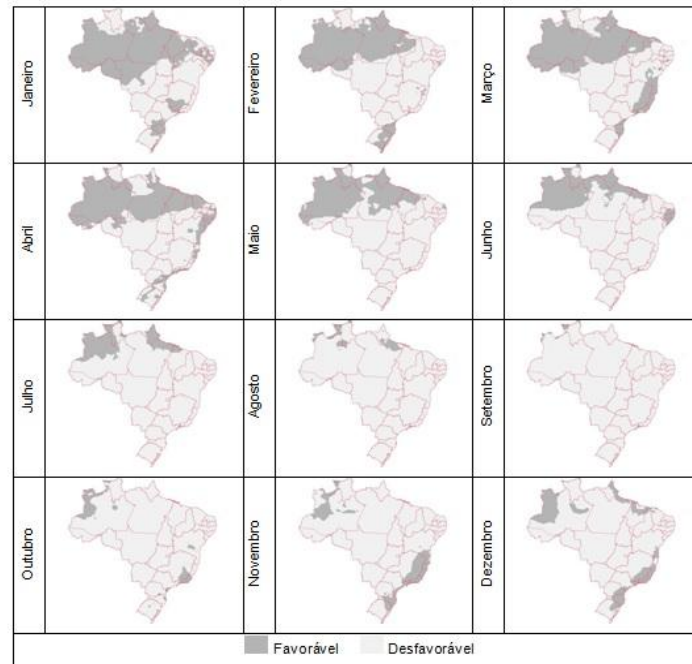 Janeiro
Fevereiro
Março
Abril
Maio
Junho
Julho
Agosto
Setembro
Outubro
Novembro
Dezembro
Favorável
Desfavorável